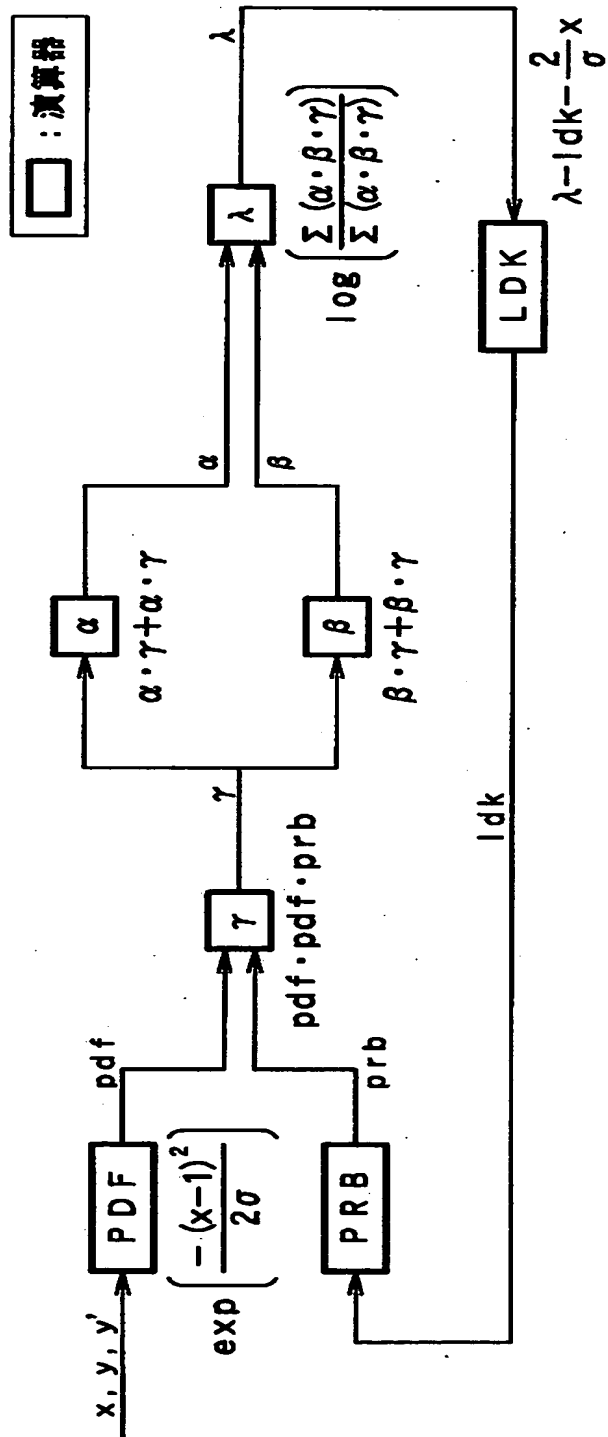 □ : 演算器
x, y, y'
PDF
exp ( −(x−1)² / 2σ )
pdf
PRB
prb
γ
pdf·pdf·prb
γ
α
α·γ+α·γ
β
β·γ+β·γ
α
β
λ
log ( Σ (α·β·γ) / Σ (α·β·γ) )
λ
LDK
λ−ldk−2/σ x
ldk